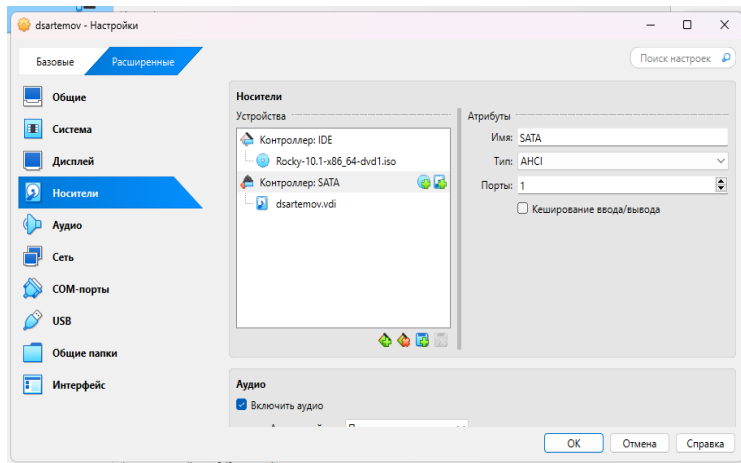 dsartemov - Настройки
Базовые Расширенные Поиск настроек
Общие
Система
Дисплей
Носители
Аудио
Сеть
COM-порты
USB
Общие папки
Интерфейс
Носители
Устройства
Контроллер: IDE
Rocky-10.1-x86_64-dvd1.iso
Контроллер: SATA
dsartemov.vdi
Атрибуты
Имя: SATA
Тип: AHCI
Порты: 1
Кеширование ввода/вывода
Аудио
Включить аудио
OK Отмена Справка